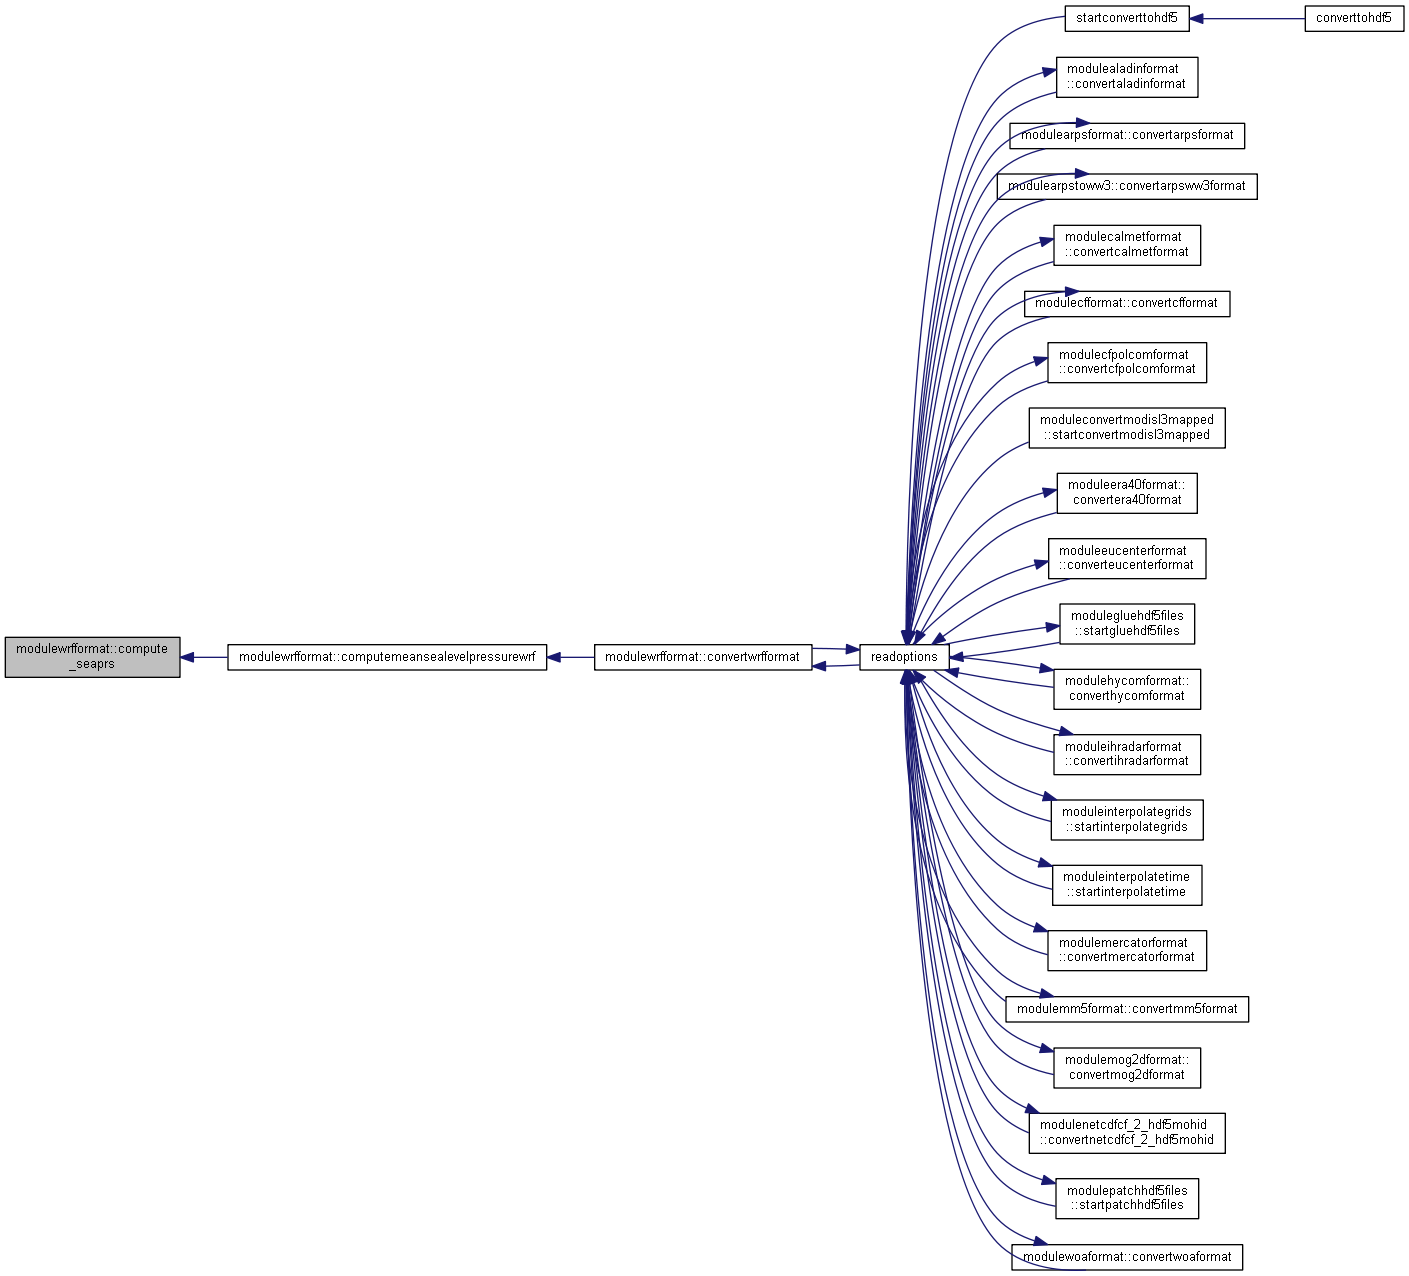 startconverttohdf5
converttohdf5
modulealadinformat
::convertaladinformat
modulearpsformat::convertarpsformat
modulearpstoww3::convertarpsww3format
modulecalmetformat
::convertcalmetformat
modulecfformat::convertcfformat
modulecfpolcomformat
::convertcfpolcomformat
moduleconvertmodisl3mapped
::startconvertmodisl3mapped
moduleera40format::
convertera40format
moduleeucenterformat
::converteucenterformat
modulegluehdf5files
::startgluehdf5files
modulewrfformat::compute
_seaprs
modulewrfformat::computemeansealevelpressurewrf
modulewrfformat::convertwrfformat
readoptions
modulehycomformat::
converthycomformat
moduleihradarformat
::convertihradarformat
moduleinterpolategrids
::startinterpolategrids
moduleinterpolatetime
::startinterpolatetime
modulemercatorformat
::convertmercatorformat
modulemm5format::convertmm5format
modulemog2dformat::
convertmog2dformat
modulenetcdfcf_2_hdf5mohid
::convertnetcdfcf_2_hdf5mohid
modulepatchhdf5files
::startpatchhdf5files
modulewoaformat::convertwoaformat